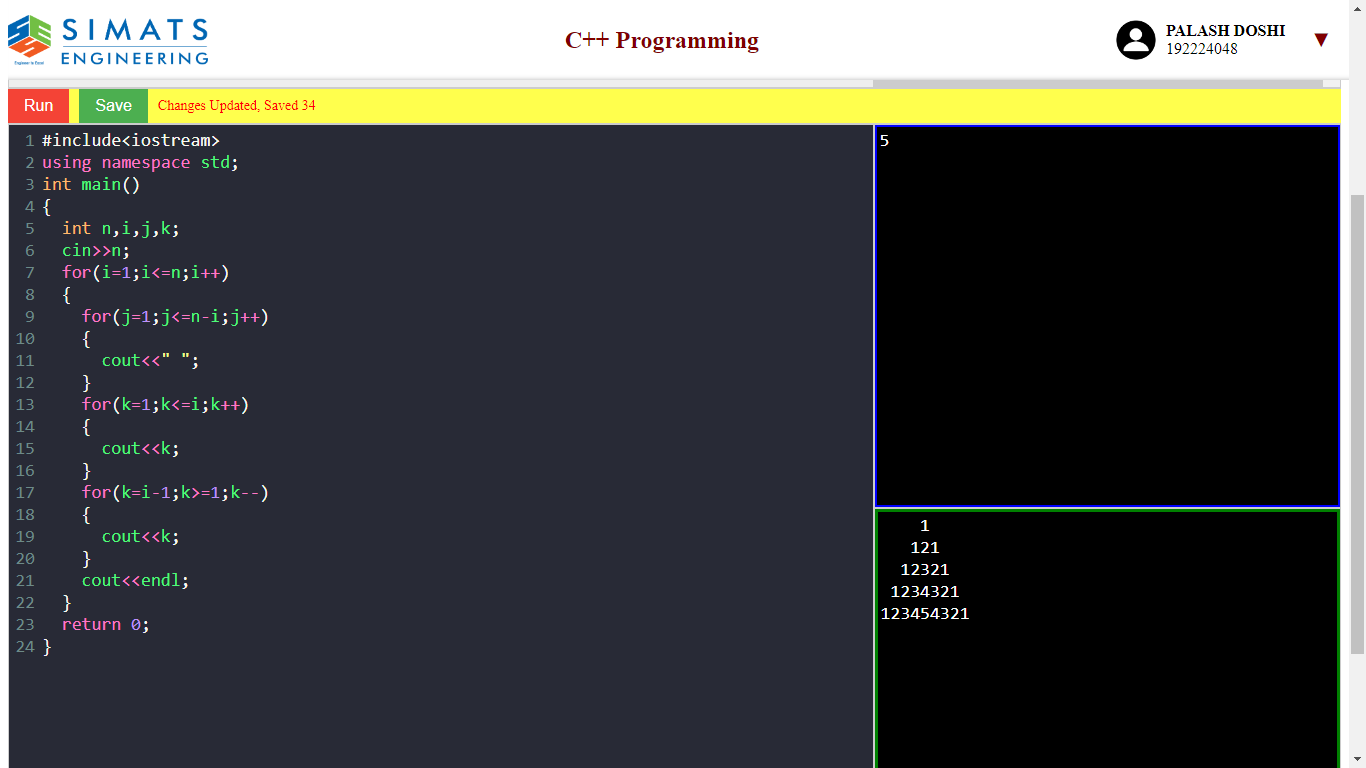 SIMATS
ENGINEERING
Engineer to Excel
C++ Programming
PALASH DOSHI
192224048
▼
Run
Save
Changes Updated, Saved 34
1 #include<iostream>
2 using namespace std;
3 int main()
4 {
5   int n,i,j,k;
6   cin>>n;
7   for(i=1;i<=n;i++)
8   {
9     for(j=1;j<=n-i;j++)
10     {
11       cout<<" ";
12     }
13     for(k=1;k<=i;k++)
14     {
15       cout<<k;
16     }
17     for(k=i-1;k>=1;k--)
18     {
19       cout<<k;
20     }
21     cout<<endl;
22   }
23   return 0;
24 }
5
    1
   121
  12321
 1234321
123454321